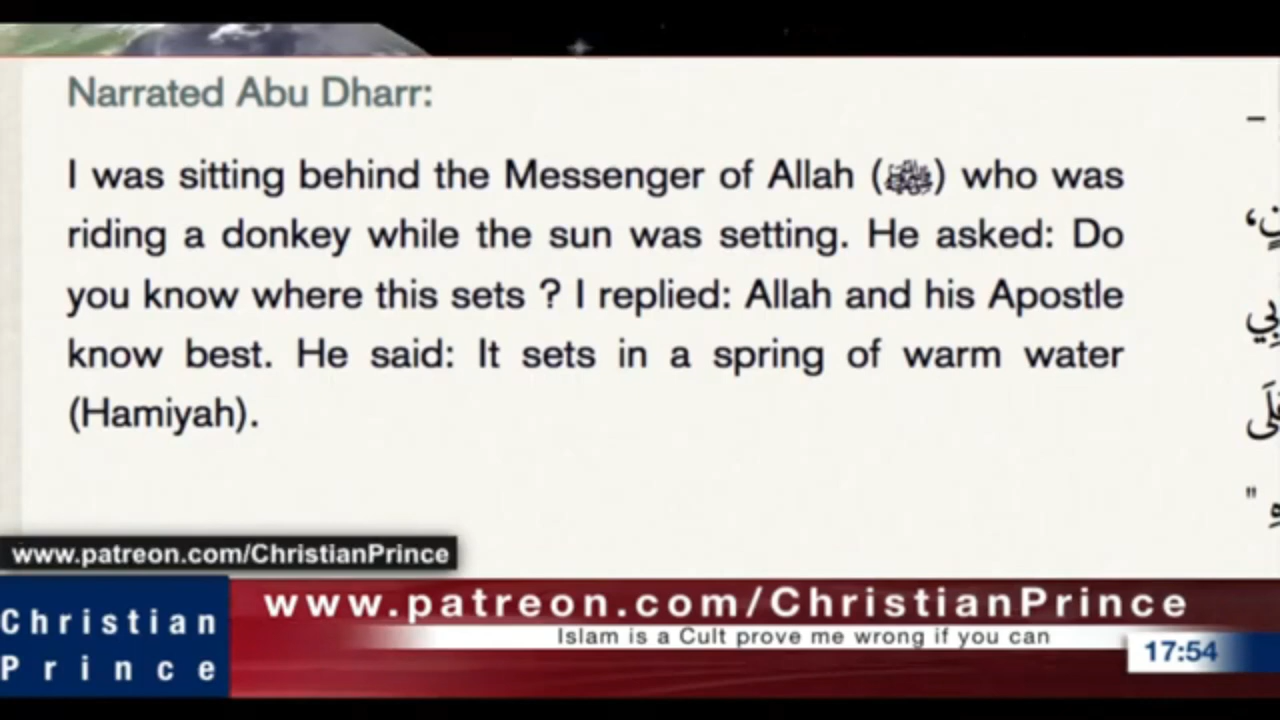 Narrated Abu Dharr:
I was sitting behind the Messenger of Allah (ﷺ) who was
riding a donkey while the sun was setting. He asked: Do
you know where this sets ? I replied: Allah and his Apostle
know best. He said: It sets in a spring of warm water
(Hamiyah).
www.patreon.com/ChristianPrince
www.patreon.com/ChristianPrince
Islam is a Cult prove me wrong if you can
Christian
Prince
17:54